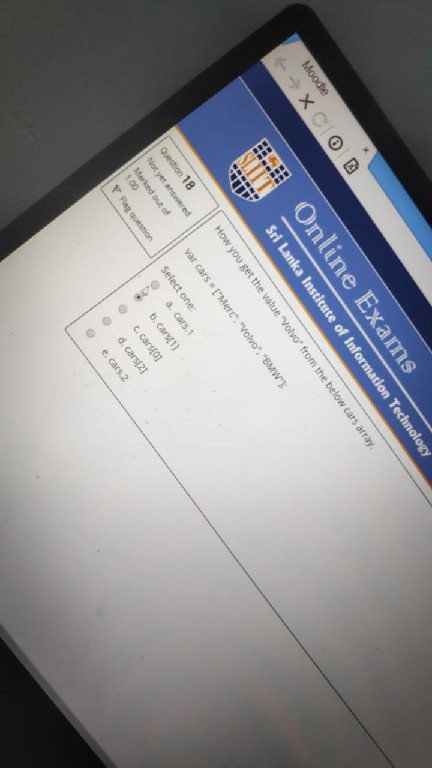 Moodle
SLIIT
Online Exams
Sri Lanka Institute of Information Technology
Question 18
Not yet answered
Marked out of
1.00
Flag question
How you get the value "Volvo" from the below cars array.
var cars = ["MerC", "Volvo", "BMW"];
Select one:
a. cars.1
b. cars[1]
c. cars[0]
d. cars[2]
e. cars.2